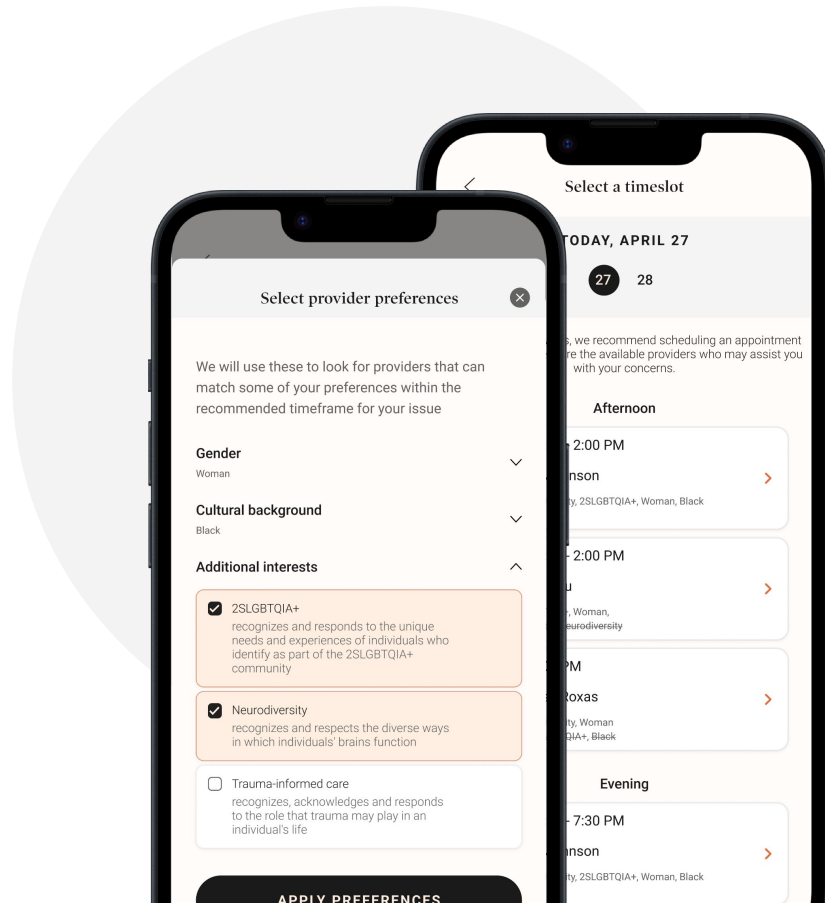 Select provider preferences
We will use these to look for providers that can
match some of your preferences within the
recommended timeframe for your issue
Gender
Woman
Cultural background
Black
Additional interests
2SLGBTQIA+
recognizes and responds to the unique
needs and experiences of individuals who
identify as part of the 2SLGBTQIA+
community
Neurodiversity
recognizes and respects the diverse ways
in which individuals' brains function
Trauma-informed care
recognizes, acknowledges and responds
to the role that trauma may play in an
individual's life
APPLY PREFERENCES
Select a timeslot
TODAY, APRIL 27
27 28
we recommend scheduling an appointment
the available providers who may assist you
with your concerns.
Afternoon
2:00 PM
2SLGBTQIA+, Woman, Black
- 2:00 PM
Woman,
PM
Roxas
Woman
Black
Evening
- 7:30 PM
2SLGBTQIA+, Woman, Black